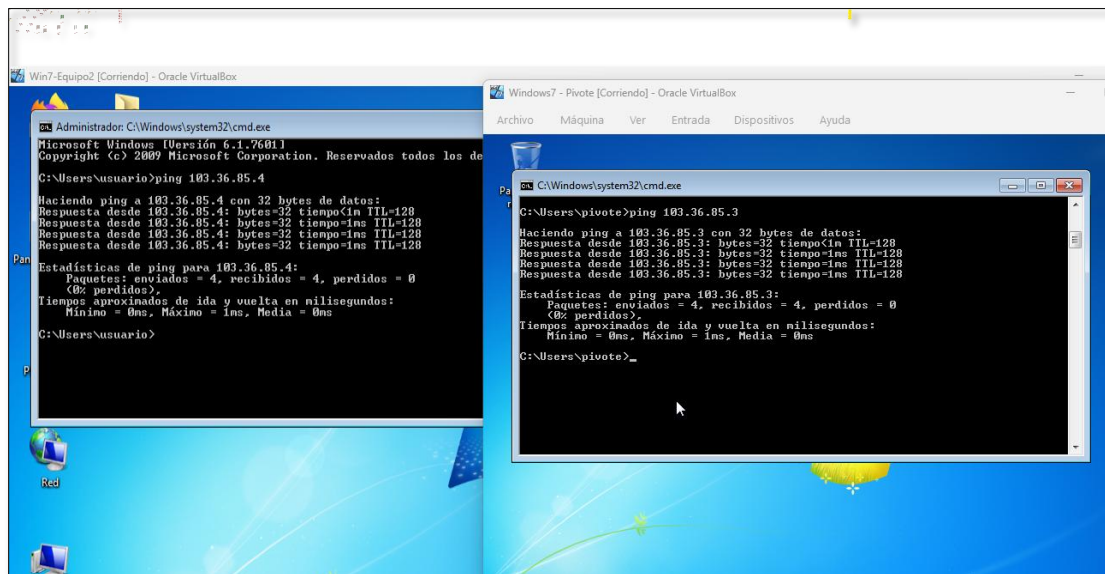 Win7-Equipo2 [Corriendo] - Oracle VirtualBox
Administrador: C:\Windows\system32\cmd.exe
Microsoft Windows [Versión 6.1.7601]
Copyright (c) 2009 Microsoft Corporation. Reservados todos los de
C:\Users\usuario>ping 103.36.85.4
Haciendo ping a 103.36.85.4 con 32 bytes de datos:
Respuesta desde 103.36.85.4: bytes=32 tiempo<1m TTL=128
Respuesta desde 103.36.85.4: bytes=32 tiempo=1ms TTL=128
Respuesta desde 103.36.85.4: bytes=32 tiempo=1ms TTL=128
Respuesta desde 103.36.85.4: bytes=32 tiempo=1ms TTL=128
Estadísticas de ping para 103.36.85.4:
Paquetes: enviados = 4, recibidos = 4, perdidos = 0
(0% perdidos),
Tiempos aproximados de ida y vuelta en milisegundos:
Mínimo = 0ms, Máximo = 1ms, Media = 0ms
C:\Users\usuario>
Pan
P
Red
Windows7 - Pivote [Corriendo] - Oracle VirtualBox
Archivo Máquina Ver Entrada Dispositivos Ayuda
Pa
r
C:\Windows\system32\cmd.exe
C:\Users\pivote>ping 103.36.85.3
Haciendo ping a 103.36.85.3 con 32 bytes de datos:
Respuesta desde 103.36.85.3: bytes=32 tiempo<1m TTL=128
Respuesta desde 103.36.85.3: bytes=32 tiempo=1ms TTL=128
Respuesta desde 103.36.85.3: bytes=32 tiempo=1ms TTL=128
Respuesta desde 103.36.85.3: bytes=32 tiempo=1ms TTL=128
Estadísticas de ping para 103.36.85.3:
Paquetes: enviados = 4, recibidos = 4, perdidos = 0
(0% perdidos),
Tiempos aproximados de ida y vuelta en milisegundos:
Mínimo = 0ms, Máximo = 1ms, Media = 0ms
C:\Users\pivote>_